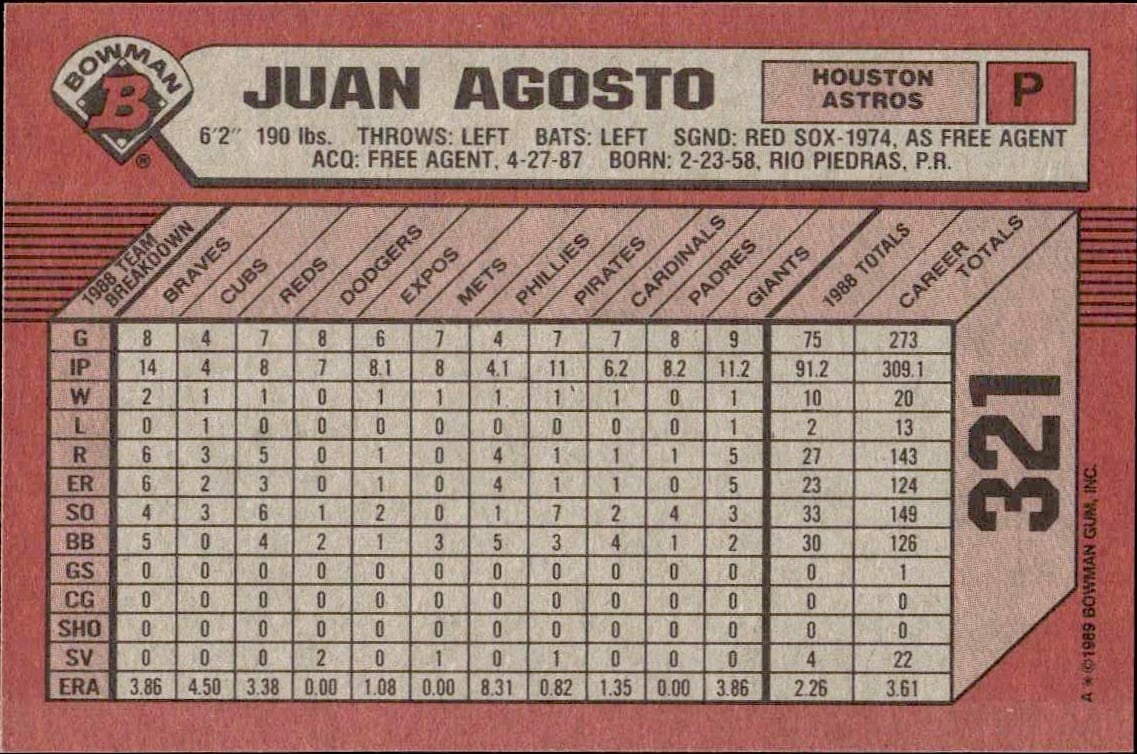 BOWMAN
B
®
JUAN AGOSTO
HOUSTON
ASTROS
P
6'2" 190 lbs. THROWS: LEFT BATS: LEFT SGND: RED SOX-1974, AS FREE AGENT
ACQ: FREE AGENT, 4-27-87 BORN: 2-23-58, RIO PIEDRAS, P.R.
1988 TEAM BREAKDOWN BRAVES CUBS REDS DODGERS EXPOS METS PHILLIES PIRATES CARDINALS PADRES GIANTS 1988 TOTALS CAREER TOTALS
G 8 4 7 8 6 7 4 7 7 8 9 75 273
IP 14 4 8 7 8.1 8 4.1 11 6.2 8.2 11.2 91.2 309.1
W 2 1 1 0 1 1 1 1 1 0 1 10 20
L 0 1 0 0 0 0 0 0 0 0 1 2 13
R 6 3 5 0 1 0 4 1 1 1 5 27 143
ER 6 2 3 0 1 0 4 1 1 0 5 23 124
SO 4 3 6 1 2 0 1 7 2 4 3 33 149
BB 5 0 4 2 1 3 5 3 4 1 2 30 126
GS 0 0 0 0 0 0 0 0 0 0 0 0 1
CG 0 0 0 0 0 0 0 0 0 0 0 0 0
SHO 0 0 0 0 0 0 0 0 0 0 0 0 0
SV 0 0 0 2 0 1 0 1 0 0 0 4 22
ERA 3.86 4.50 3.38 0.00 1.08 0.00 8.31 0.82 1.35 0.00 3.86 2.26 3.61
321
A * ©1989 BOWMAN GUM, INC.